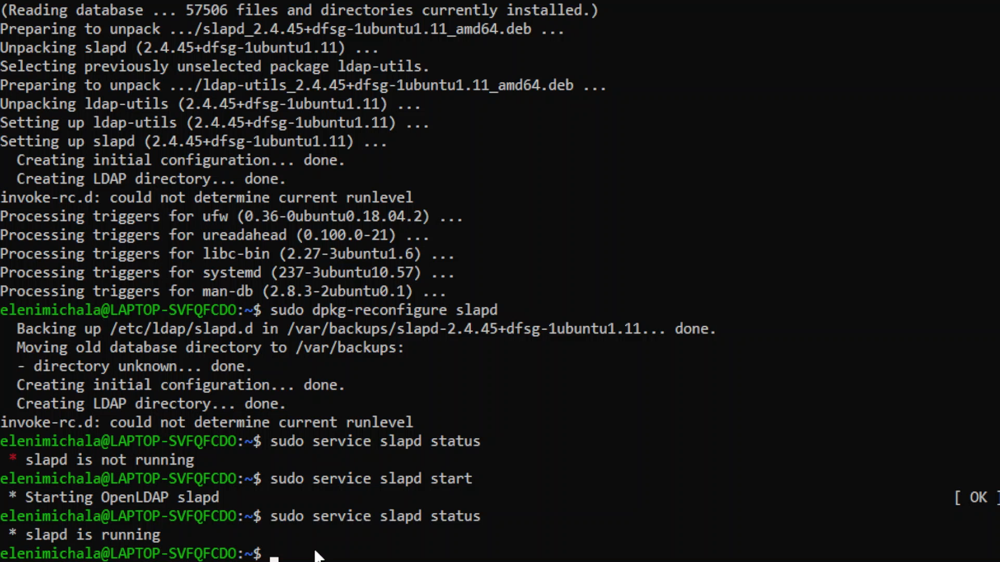 (Reading database ... 57506 files and directories currently installed.)
Preparing to unpack .../slapd_2.4.45+dfsg-1ubuntu1.11_amd64.deb ...
Unpacking slapd (2.4.45+dfsg-1ubuntu1.11) ...
Selecting previously unselected package ldap-utils.
Preparing to unpack .../ldap-utils_2.4.45+dfsg-1ubuntu1.11_amd64.deb ...
Unpacking ldap-utils (2.4.45+dfsg-1ubuntu1.11) ...
Setting up ldap-utils (2.4.45+dfsg-1ubuntu1.11) ...
Setting up slapd (2.4.45+dfsg-1ubuntu1.11) ...
  Creating initial configuration... done.
  Creating LDAP directory... done.
invoke-rc.d: could not determine current runlevel
Processing triggers for ufw (0.36-0ubuntu0.18.04.2) ...
Processing triggers for ureadahead (0.100.0-21) ...
Processing triggers for libc-bin (2.27-3ubuntu1.6) ...
Processing triggers for systemd (237-3ubuntu10.57) ...
Processing triggers for man-db (2.8.3-2ubuntu0.1) ...
elenimichala@LAPTOP-SVFQFCDO:~$ sudo dpkg-reconfigure slapd
  Backing up /etc/ldap/slapd.d in /var/backups/slapd-2.4.45+dfsg-1ubuntu1.11... done.
  Moving old database directory to /var/backups:
  - directory unknown... done.
  Creating initial configuration... done.
  Creating LDAP directory... done.
invoke-rc.d: could not determine current runlevel
elenimichala@LAPTOP-SVFQFCDO:~$ sudo service slapd status
 * slapd is not running
elenimichala@LAPTOP-SVFQFCDO:~$ sudo service slapd start
 * Starting OpenLDAP slapd [ OK ]
elenimichala@LAPTOP-SVFQFCDO:~$ sudo service slapd status
 * slapd is running
elenimichala@LAPTOP-SVFQFCDO:~$